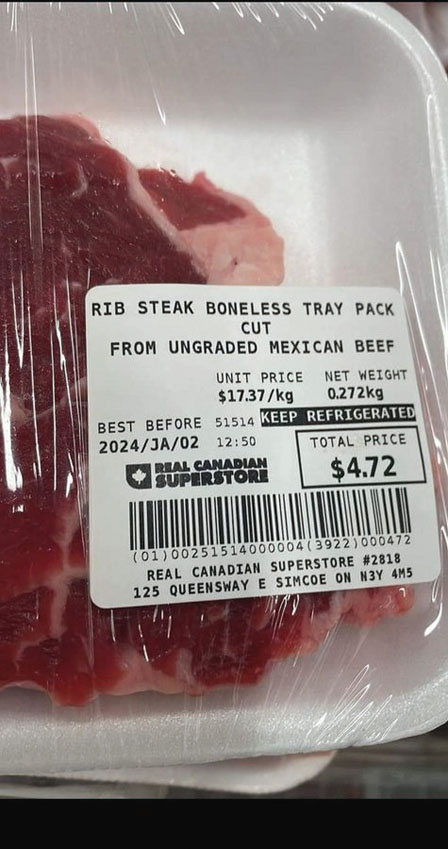 RIB STEAK BONELESS TRAY PACK
CUT
FROM UNGRADED MEXICAN BEEF
UNIT PRICE NET WEIGHT
$17.37/kg 0.272kg
BEST BEFORE 51514 KEEP REFRIGERATED
2024/JA/02 12:50 TOTAL PRICE
REAL CANADIAN
SUPERSTORE $4.72
(01)00251514000004(3922)000472
REAL CANADIAN SUPERSTORE #2818
125 QUEENSWAY E SIMCOE ON N3Y 4M5